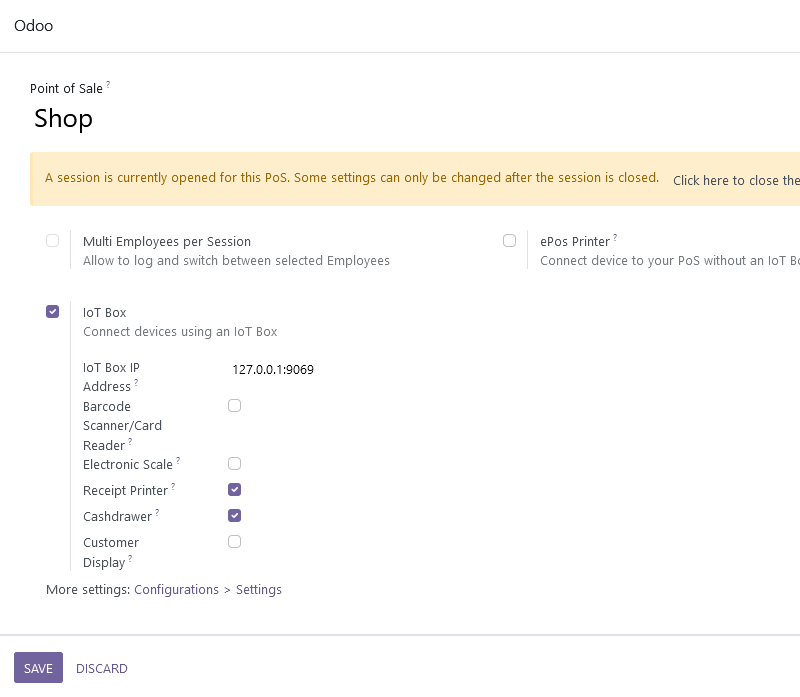 Odoo
Point of Sale ?
Shop
A session is currently opened for this PoS. Some settings can only be changed after the session is closed. Click here to close the
Multi Employees per Session
Allow to log and switch between selected Employees
ePos Printer ?
Connect device to your PoS without an IoT
IoT Box
Connect devices using an IoT Box
IoT Box IP
Address ?
127.0.0.1:9069
Barcode
Scanner/Card
Reader ?
Electronic Scale ?
Receipt Printer ?
Cashdrawer ?
Customer
Display ?
More settings: Configurations > Settings
SAVE DISCARD